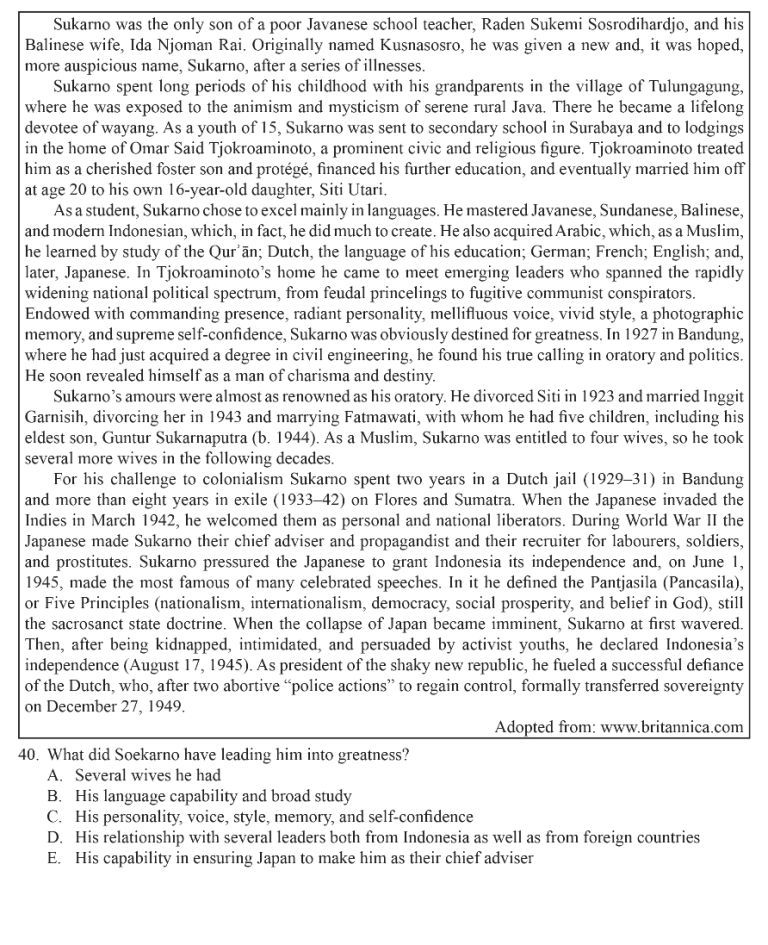 Sukarno was the only son of a poor Javanese school teacher, Raden Sukemi Sosrodihardjo, and his
Balinese wife, Ida Njoman Rai. Originally named Kusnasosro, he was given a new and, it was hoped,
more auspicious name, Sukarno, after a series of illnesses.
Sukarno spent long periods of his childhood with his grandparents in the village of Tulungagung,
where he was exposed to the animism and mysticism of serene rural Java. There he became a lifelong
devotee of wayang. As a youth of 15, Sukarno was sent to secondary school in Surabaya and to lodgings
in the home of Omar Said Tjokroaminoto, a prominent civic and religious figure. Tjokroaminoto treated
him as a cherished foster son and protégé, financed his further education, and eventually married him off
at age 20 to his own 16-year-old daughter, Siti Utari.
As a student, Sukarno chose to excel mainly in languages. He mastered Javanese, Sundanese, Balinese,
and modern Indonesian, which, in fact, he did much to create. He also acquired Arabic, which, as a Muslim,
he learned by study of the Qurʾān; Dutch, the language of his education; German; French; English; and,
later, Japanese. In Tjokroaminoto's home he came to meet emerging leaders who spanned the rapidly
widening national political spectrum, from feudal princelings to fugitive communist conspirators.
Endowed with commanding presence, radiant personality, mellifluous voice, vivid style, a photographic
memory, and supreme self-confidence, Sukarno was obviously destined for greatness. In 1927 in Bandung,
where he had just acquired a degree in civil engineering, he found his true calling in oratory and politics.
He soon revealed himself as a man of charisma and destiny.
Sukarno's amours were almost as renowned as his oratory. He divorced Siti in 1923 and married Inggit
Garnisih, divorcing her in 1943 and marrying Fatmawati, with whom he had five children, including his
eldest son, Guntur Sukarnaputra (b. 1944). As a Muslim, Sukarno was entitled to four wives, so he took
several more wives in the following decades.
For his challenge to colonialism Sukarno spent two years in a Dutch jail (1929–31) in Bandung
and more than eight years in exile (1933–42) on Flores and Sumatra. When the Japanese invaded the
Indies in March 1942, he welcomed them as personal and national liberators. During World War II the
Japanese made Sukarno their chief adviser and propagandist and their recruiter for labourers, soldiers,
and prostitutes. Sukarno pressured the Japanese to grant Indonesia its independence and, on June 1,
1945, made the most famous of many celebrated speeches. In it he defined the Pantjasila (Pancasila),
or Five Principles (nationalism, internationalism, democracy, social prosperity, and belief in God), still
the sacrosanct state doctrine. When the collapse of Japan became imminent, Sukarno at first wavered.
Then, after being kidnapped, intimidated, and persuaded by activist youths, he declared Indonesia's
independence (August 17, 1945). As president of the shaky new republic, he fueled a successful defiance
of the Dutch, who, after two abortive “police actions” to regain control, formally transferred sovereignty
on December 27, 1949.
Adopted from: www.britannica.com
40. What did Soekarno have leading him into greatness?
A. Several wives he had
B. His language capability and broad study
C. His personality, voice, style, memory, and self-confidence
D. His relationship with several leaders both from Indonesia as well as from foreign countries
E. His capability in ensuring Japan to make him as their chief adviser